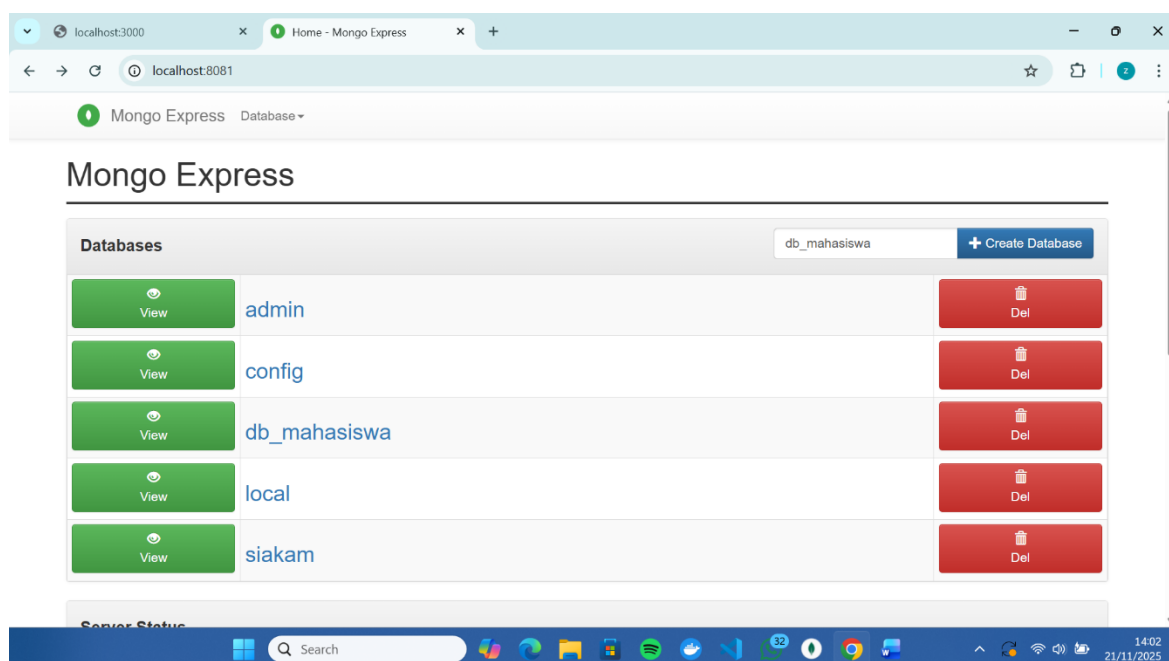 localhost:3000
Home - Mongo Express
localhost:8081
z
Mongo Express Database
Mongo Express
Databases
db_mahasiswa
Create Database
View admin Del
View config Del
View db_mahasiswa Del
View local Del
View siakam Del
Server Status
Search
32
14:02
21/11/2025